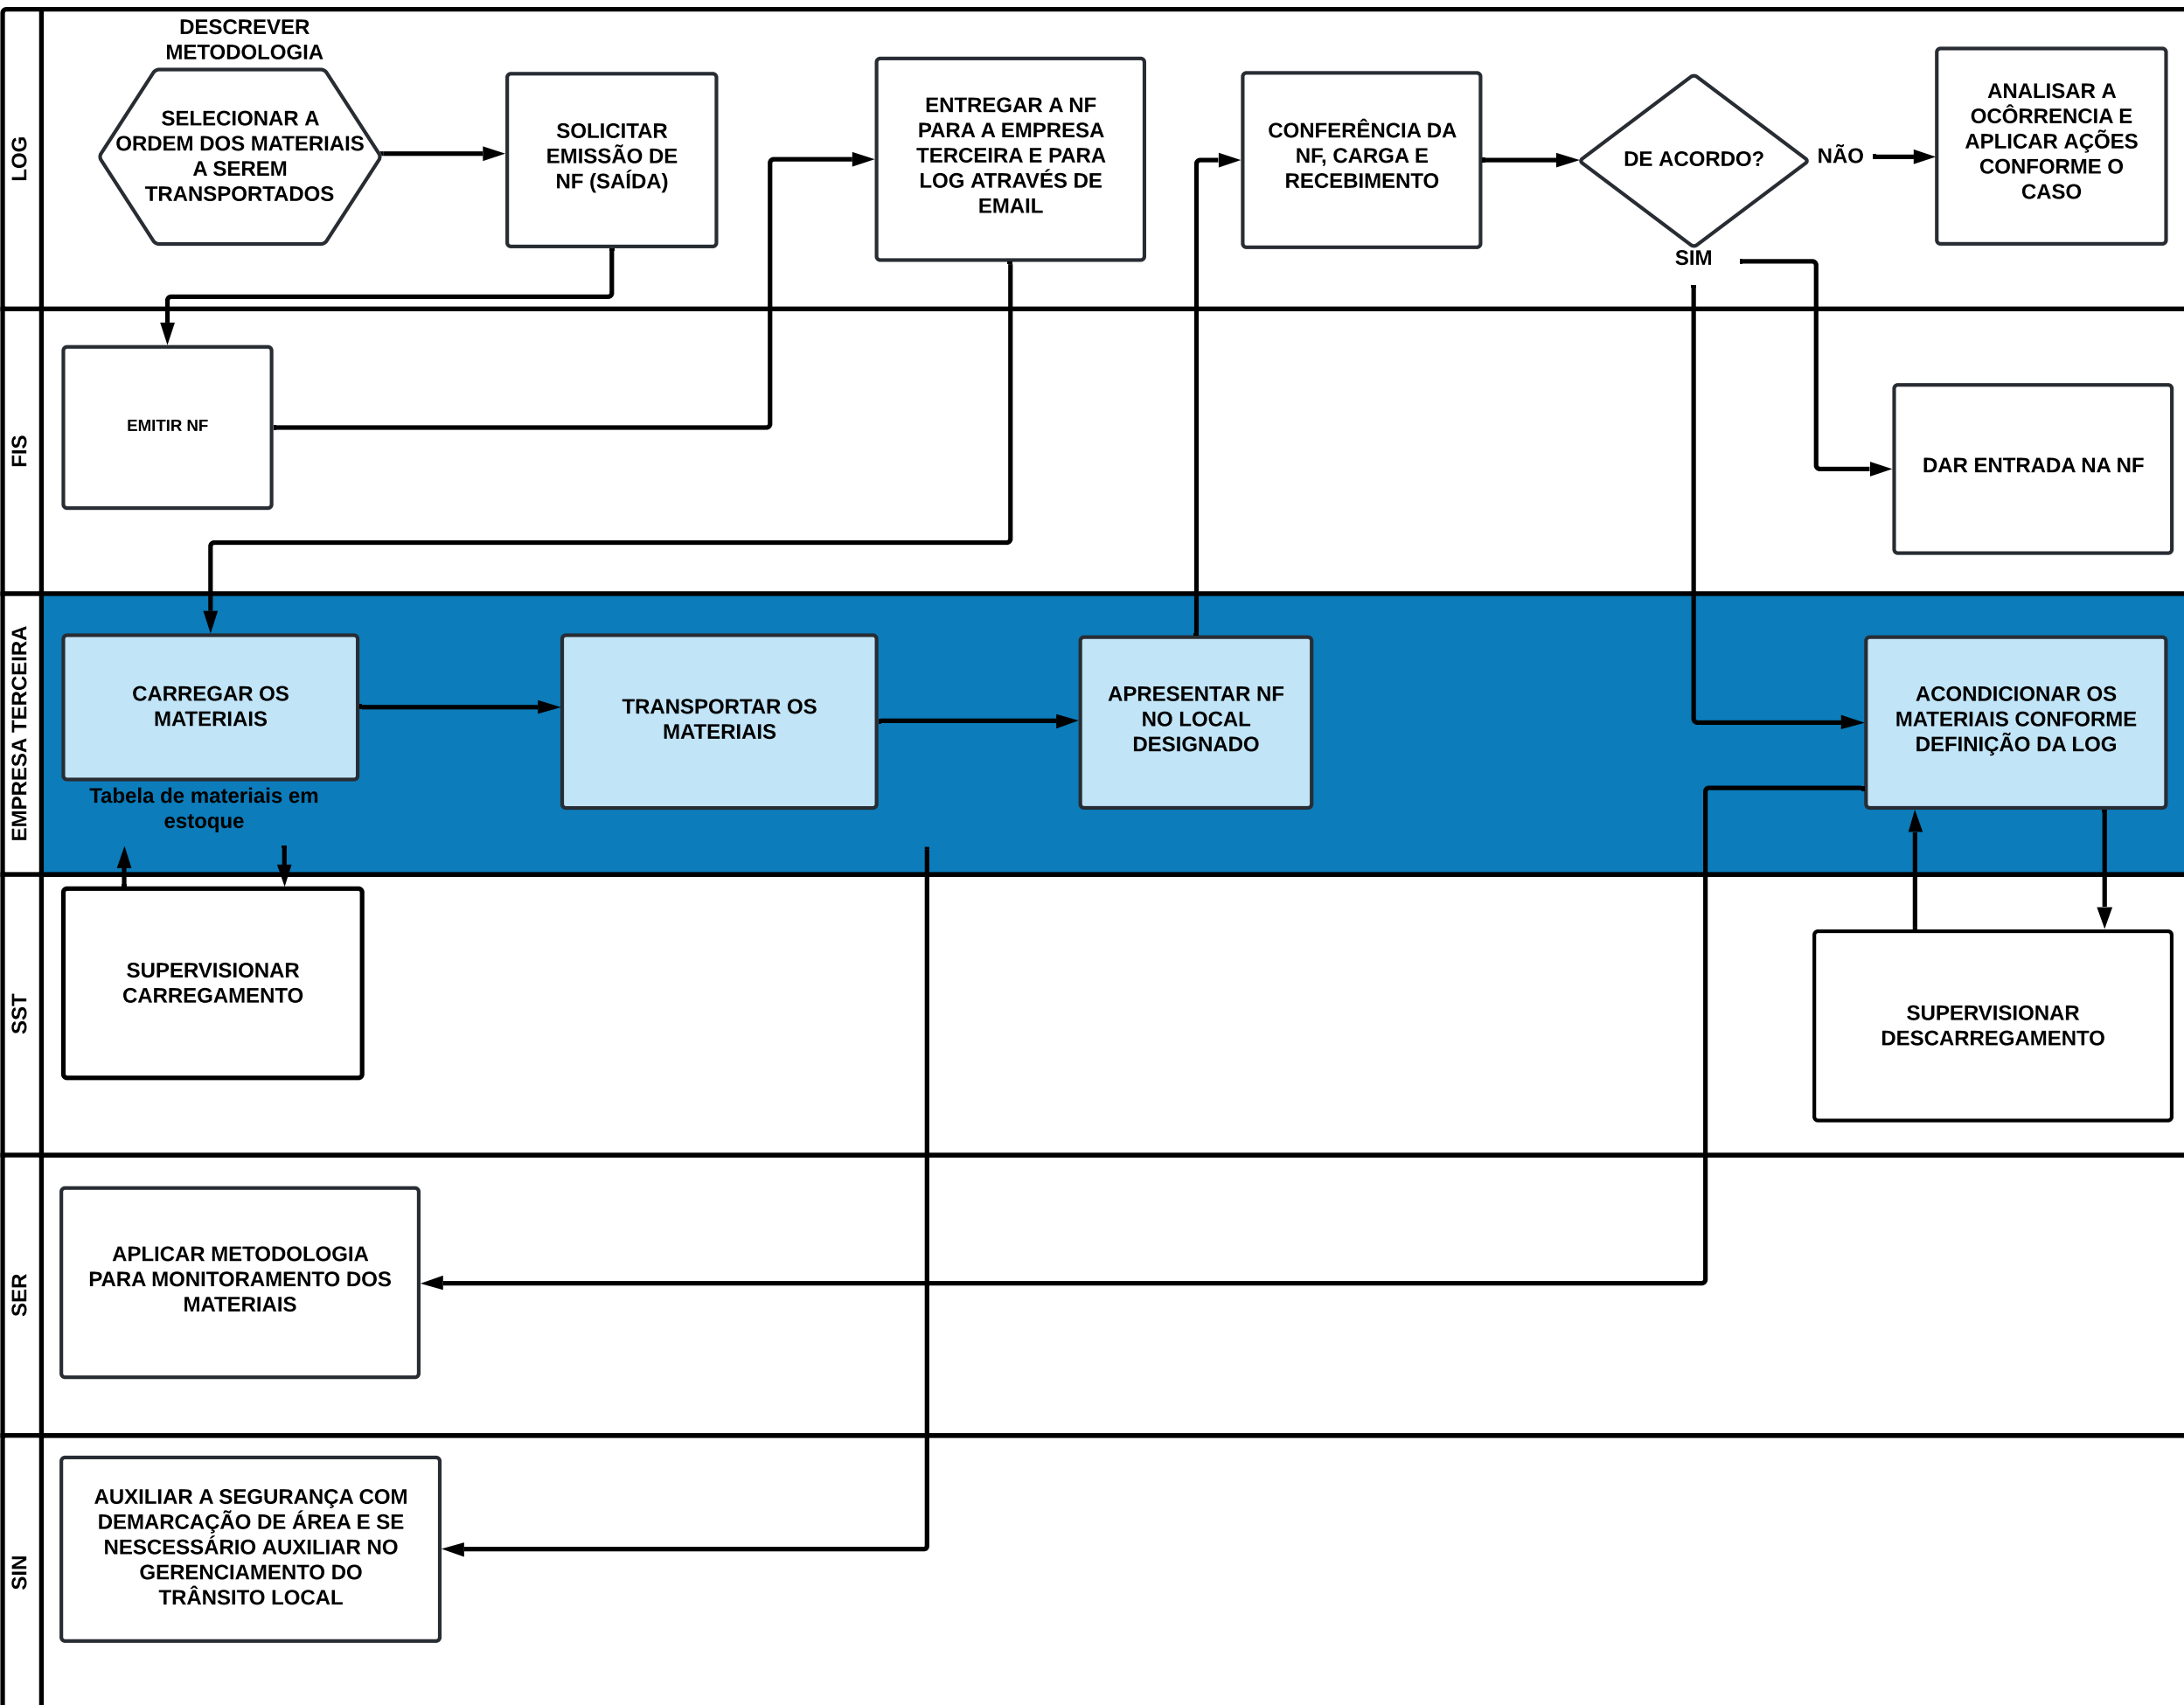 LOG
DESCREVER
METODOLOGIA
SELECIONAR A
ORDEM DOS MATERIAIS
A SEREM
TRANSPORTADOS
SOLICITAR
EMISSÃO DE
NF (SAÍDA)
ENTREGAR A NF
PARA A EMPRESA
TERCEIRA E PARA
LOG ATRAVÉS DE
EMAIL
CONFERÊNCIA DA
NF, CARGA E
RECEBIMENTO
DE ACORDO?
NÃO
SIM
ANALISAR A
OCÔRRENCIA E
APLICAR AÇÕES
CONFORME O
CASO
FIS
EMITIR NF
DAR ENTRADA NA NF
EMPRESA TERCEIRA
CARREGAR OS
MATERIAIS
Tabela de materiais em
estoque
TRANSPORTAR OS
MATERIAIS
APRESENTAR NF
NO LOCAL
DESIGNADO
ACONDICIONAR OS
MATERIAIS CONFORME
DEFINIÇÃO DA LOG
SST
SUPERVISIONAR
CARREGAMENTO
SUPERVISIONAR
DESCARREGAMENTO
SER
APLICAR METODOLOGIA
PARA MONITORAMENTO DOS
MATERIAIS
SIN
AUXILIAR A SEGURANÇA COM
DEMARCAÇÃO DE ÁREA E SE
NESCESSÁRIO AUXILIAR NO
GERENCIAMENTO DO
TRÂNSITO LOCAL